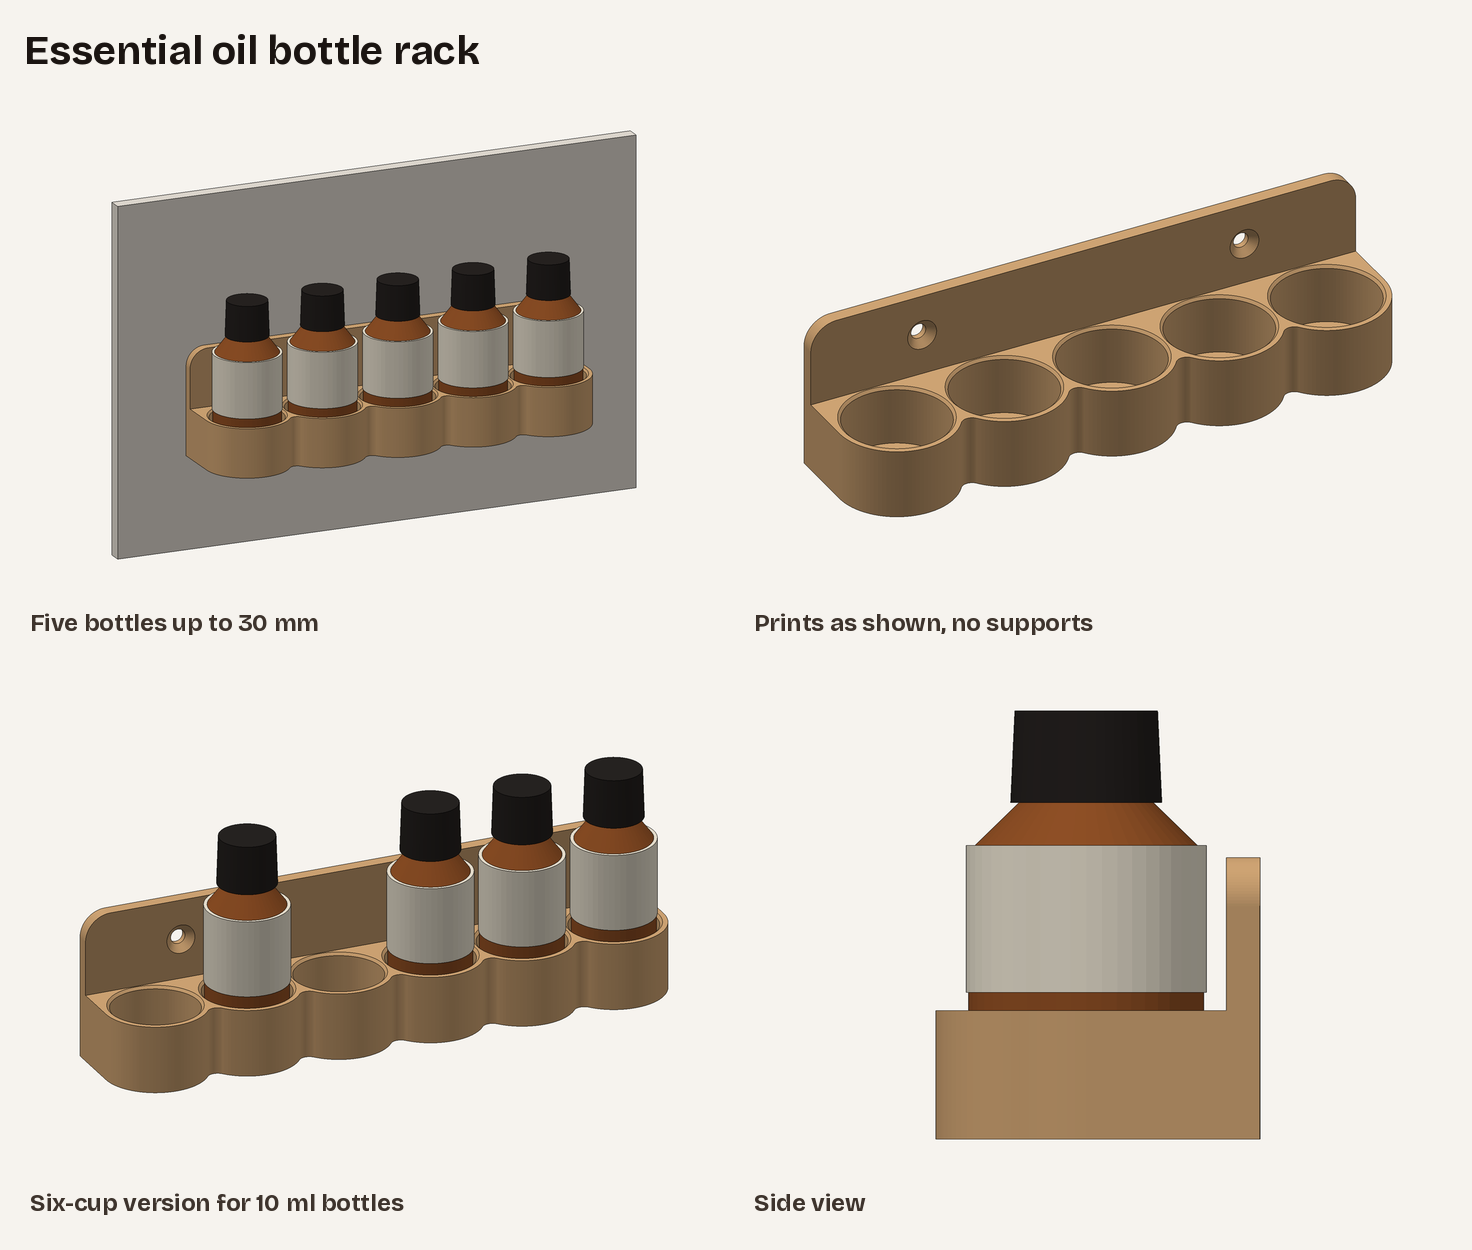 Essential oil bottle rack
Five bottles up to 30 mm
Prints as shown, no supports
Six-cup version for 10 ml bottles
Side view